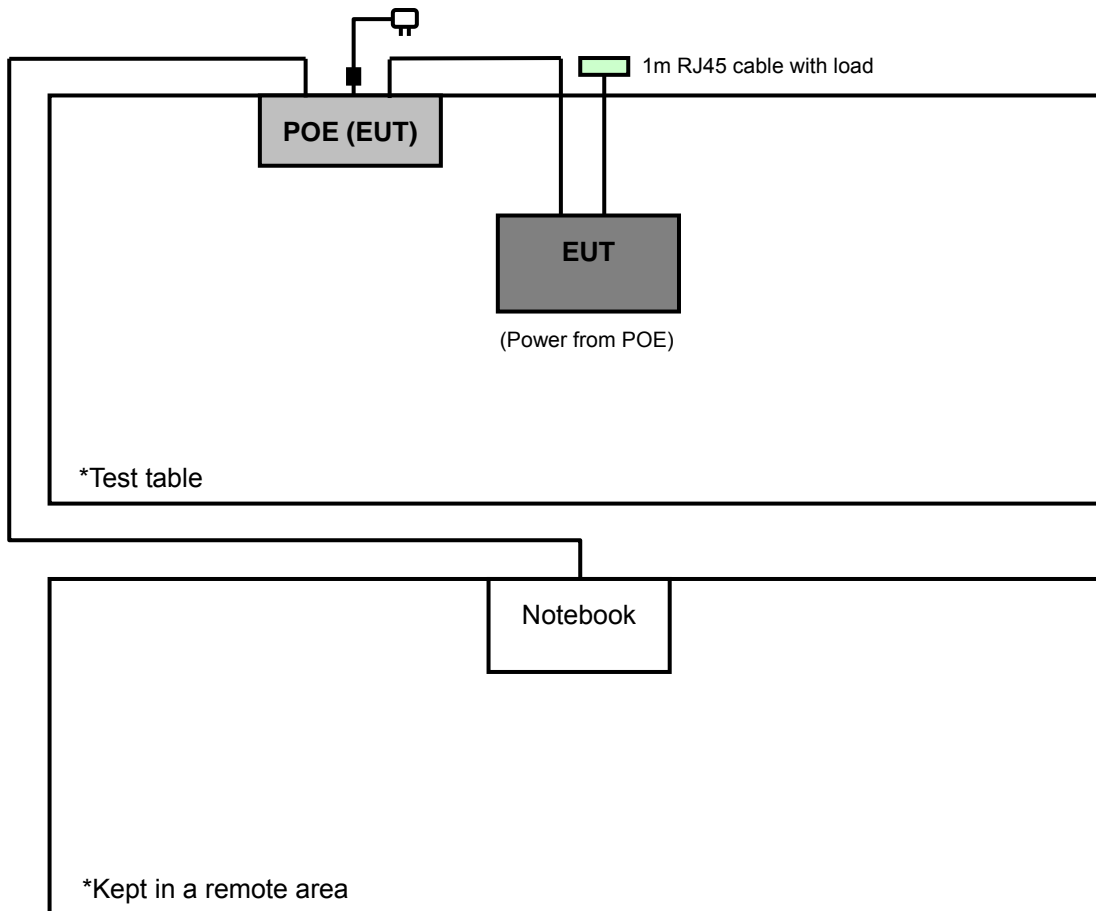 1m RJ45 cable with load
POE (EUT)
EUT
(Power from POE)
*Test table
Notebook
*Kept in a remote area